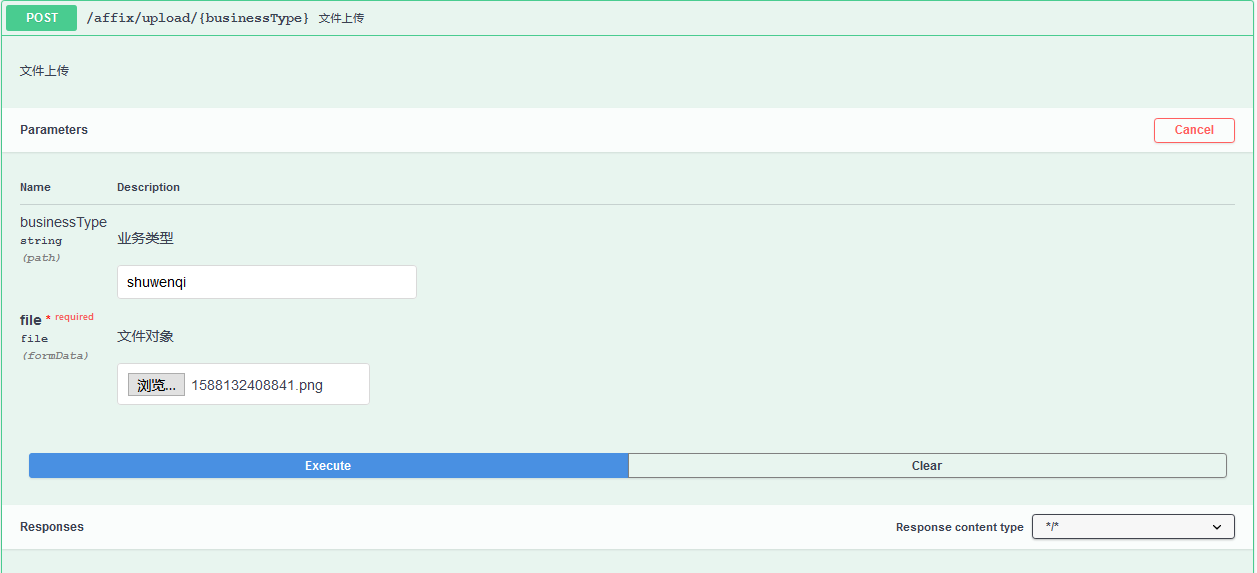 POST /affix/upload/{businessType} 文件上传
文件上传
Parameters Cancel
Name Description
businessType
string
(path)
业务类型
shuwenqi
file * required
file
(formData)
文件对象
浏览... 1588132408841.png
Execute Clear
Responses Response content type */*